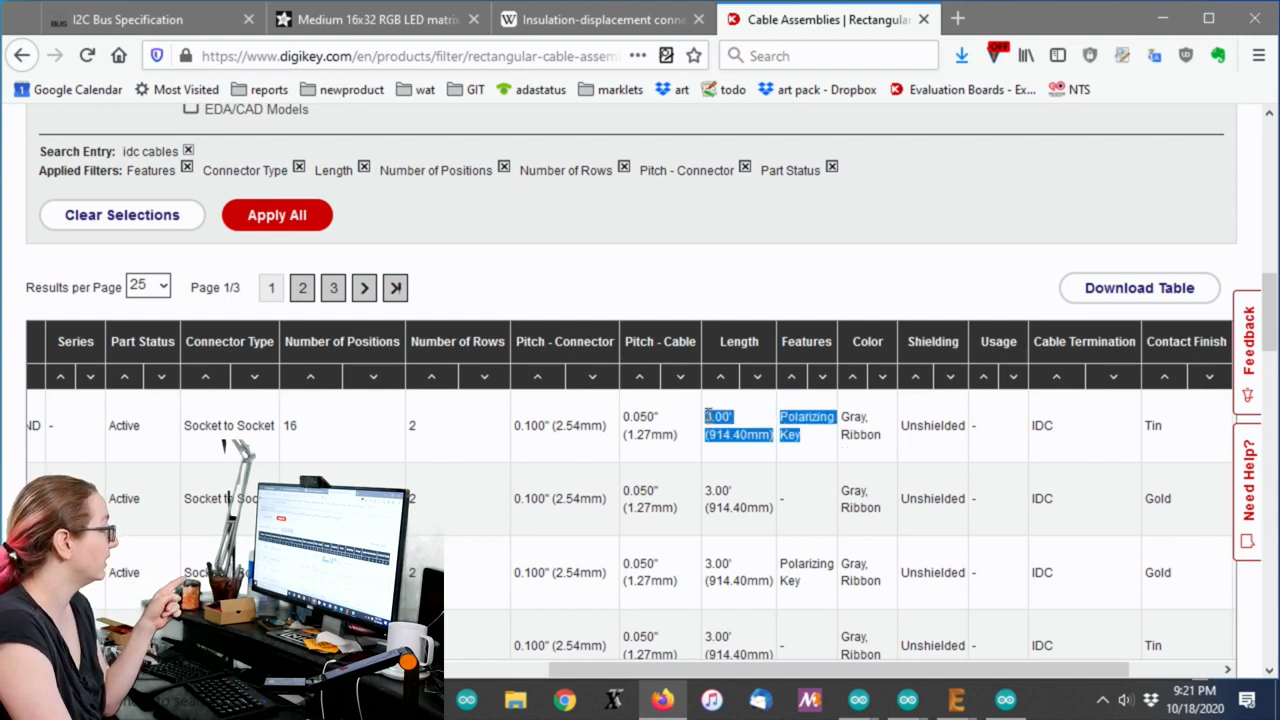 I2C Bus Specification
Medium 16x32 RGB LED matrix
Insulation-displacement conne
Cable Assemblies | Rectangula
https://www.digikey.com/en/products/filter/rectangular-cable-assem
Search
OFF
Google Calendar
Most Visited
reports
newproduct
wat
GIT
adastatus
marklets
art
todo
art pack - Dropbox
Evaluation Boards - Ex...
NTS
EDA/CAD Models
Search Entry: idc cables
Applied Filters: Features Connector Type Length Number of Positions Number of Rows Pitch - Connector Part Status
Clear Selections
Apply All
Results per Page 25 Page 1/3 1 2 3
Download Table
Series Part Status Connector Type Number of Positions Number of Rows Pitch - Connector Pitch - Cable Length Features Color Shielding Usage Cable Termination Contact Finish
ND - Active Socket to Socket 16 2 0.100" (2.54mm) 0.050" (1.27mm) 3.00' (914.40mm) Polarizing Key Gray, Ribbon Unshielded - IDC Tin
Active Socket to Soc 2 0.100" (2.54mm) 0.050" (1.27mm) 3.00' (914.40mm) - Gray, Ribbon Unshielded - IDC Gold
Active 2 0.100" (2.54mm) 0.050" (1.27mm) 3.00' (914.40mm) Polarizing Key Gray, Ribbon Unshielded - IDC Gold
Active 0.100" (2.54mm) 0.050" (1.27mm) 3.00' (914.40mm) - Gray, Ribbon Unshielded - IDC Tin
Feedback
Need Help?
9:21 PM
10/18/2020